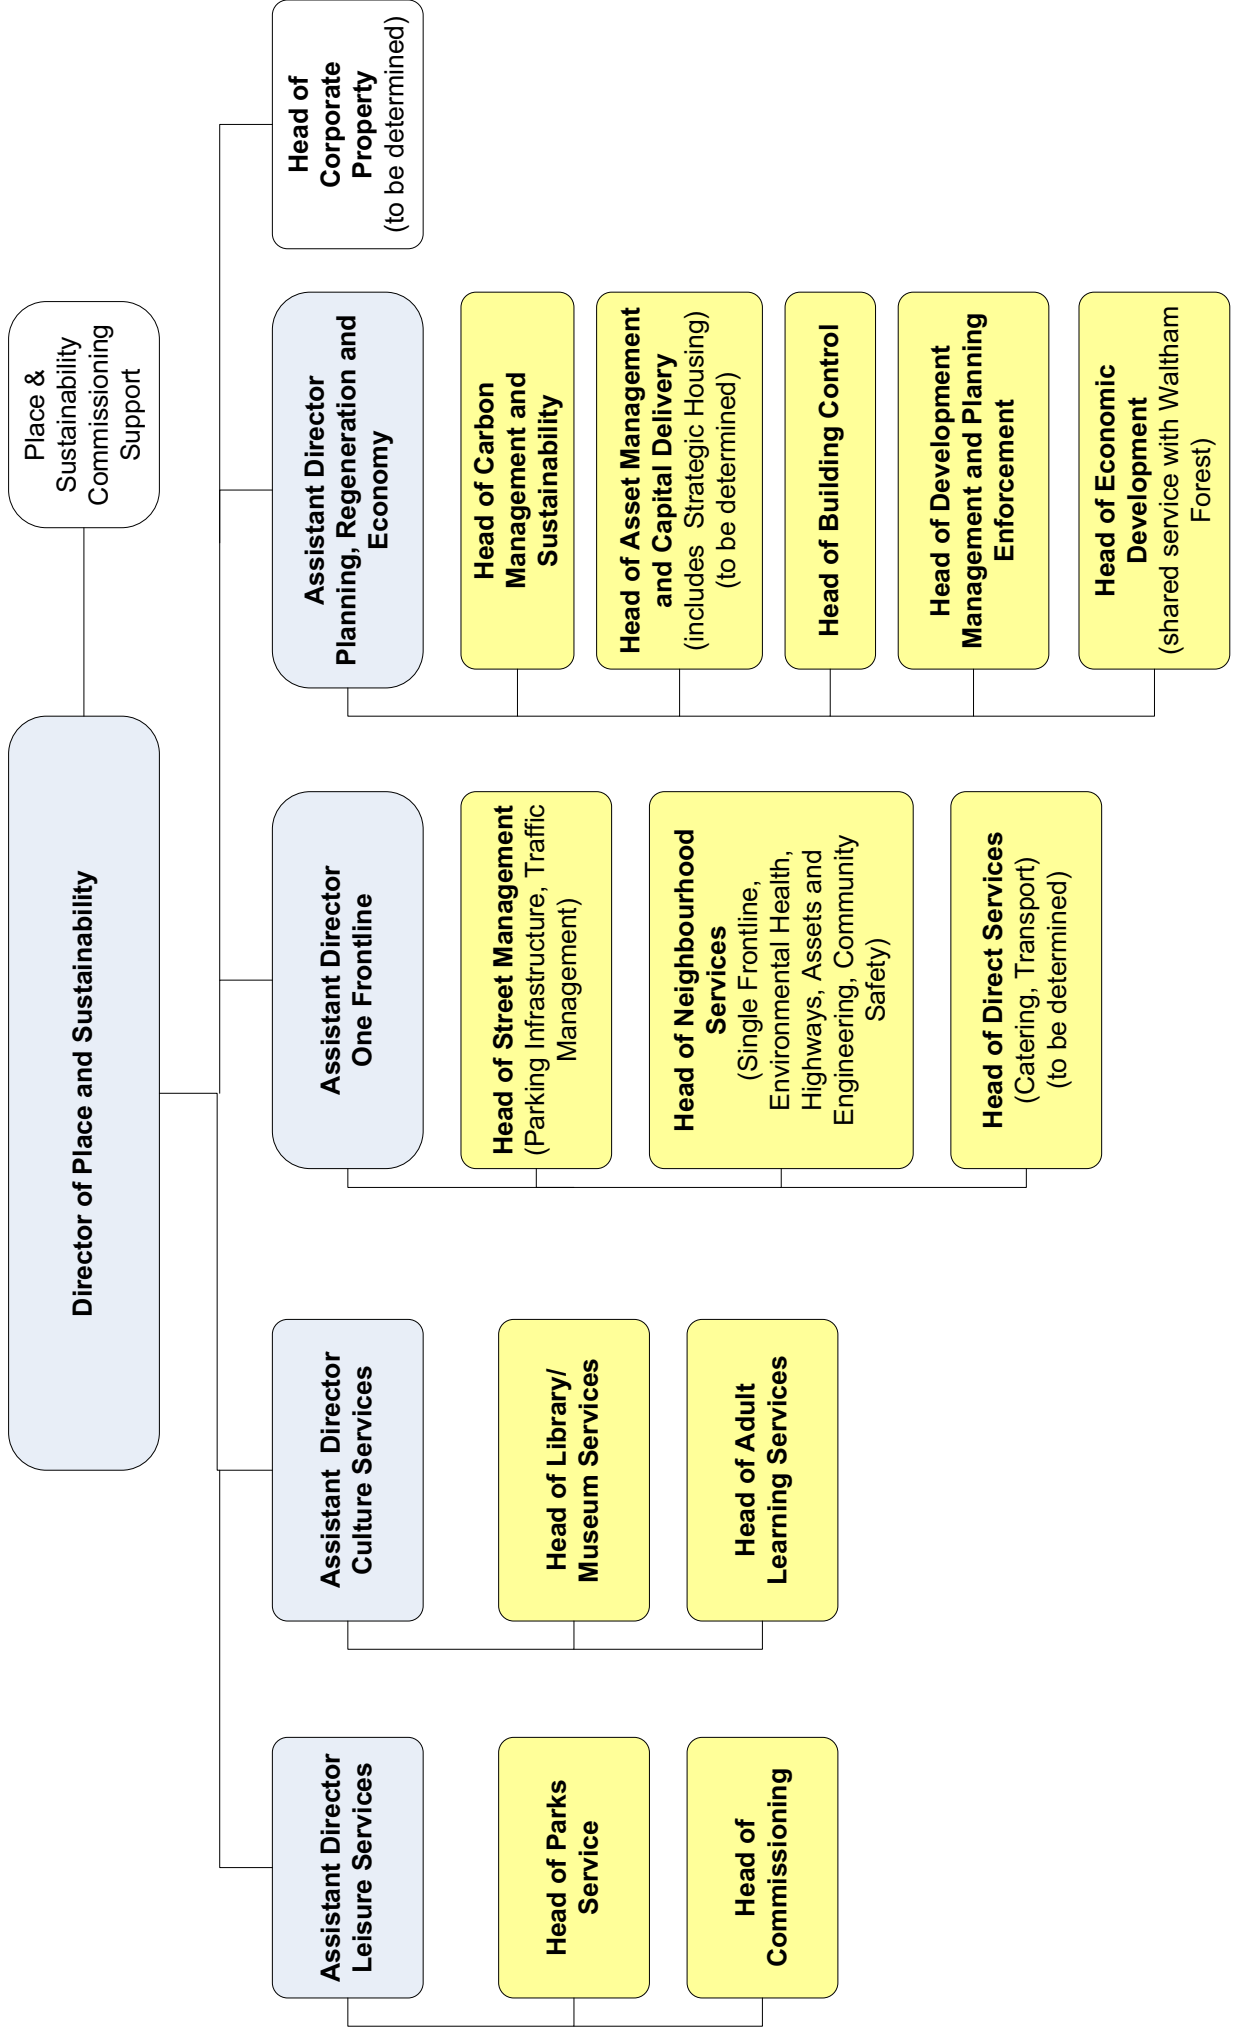 Director of Place and Sustainability
Place &
Sustainability
Commissioning
Support
Assistant Director
Leisure Services
Head of Parks
Service
Head of
Commissioning
Assistant  Director
Culture Services
Head of Library/
Museum Services
Head of Adult
Learning Services
Assistant Director
One Frontline
Head of Street Management
(Parking Infrastructure, Traffic
Management)
Head of Neighbourhood
Services
(Single Frontline,
Environmental Health,
Highways, Assets and
Engineering, Community
Safety)
Head of Direct Services
(Catering, Transport)
(to be determined)
Assistant Director
Planning, Regeneration and
Economy
Head of Carbon
Management and
Sustainability
Head of Asset Management
and Capital Delivery
(includes  Strategic Housing)
(to be determined)
Head of Building Control
Head of Development
Management and Planning
Enforcement
Head of Economic
Development
(shared service with Waltham
Forest)
Head of
Corporate
Property
(to be determined)